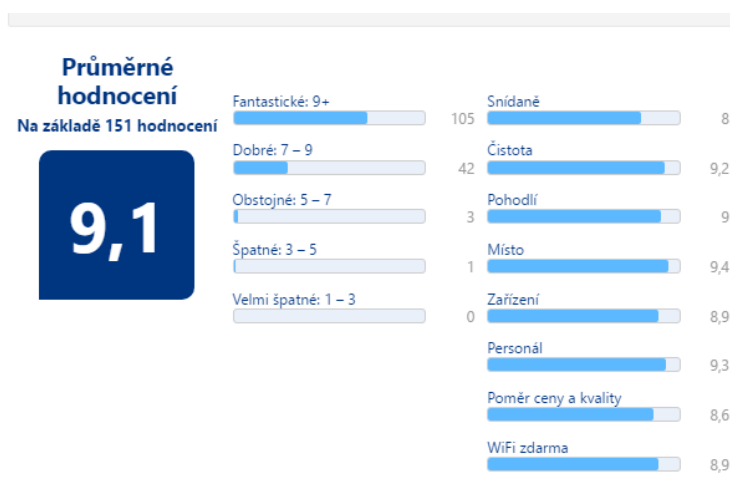 Průměrné
hodnocení
Na základě 151 hodnocení
9,1
Fantastické: 9+
105
Dobré: 7 – 9
42
Obstojné: 5 – 7
3
Špatné: 3 – 5
1
Velmi špatné: 1 – 3
0
Snídaně
8
Čistota
9,2
Pohodlí
9
Místo
9,4
Zařízení
8,9
Personál
9,3
Poměr ceny a kvality
8,6
WiFi zdarma
8,9